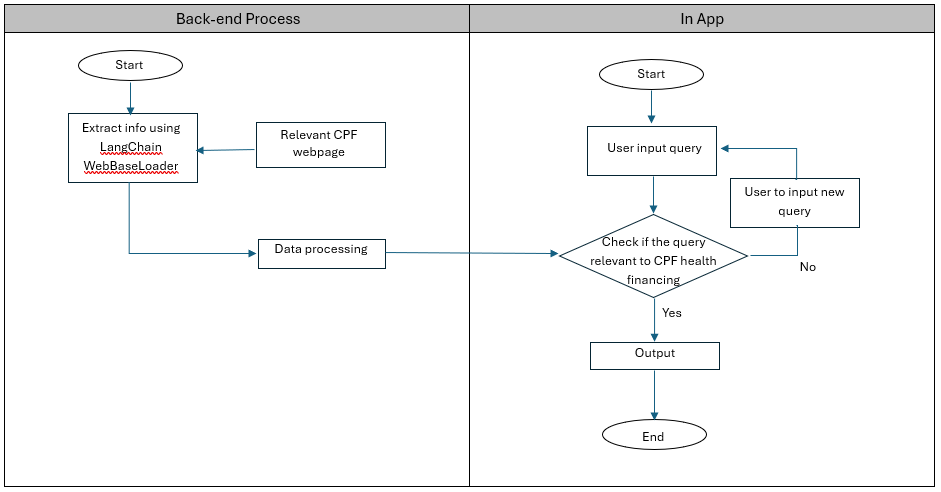 Back-end Process
In App
Start
Extract info using
LangChain
WebBaseLoader
Relevant CPF
webpage
Data processing
Start
User input query
User to input new
query
Check if the query
relevant to CPF health
financing
No
Yes
Output
End